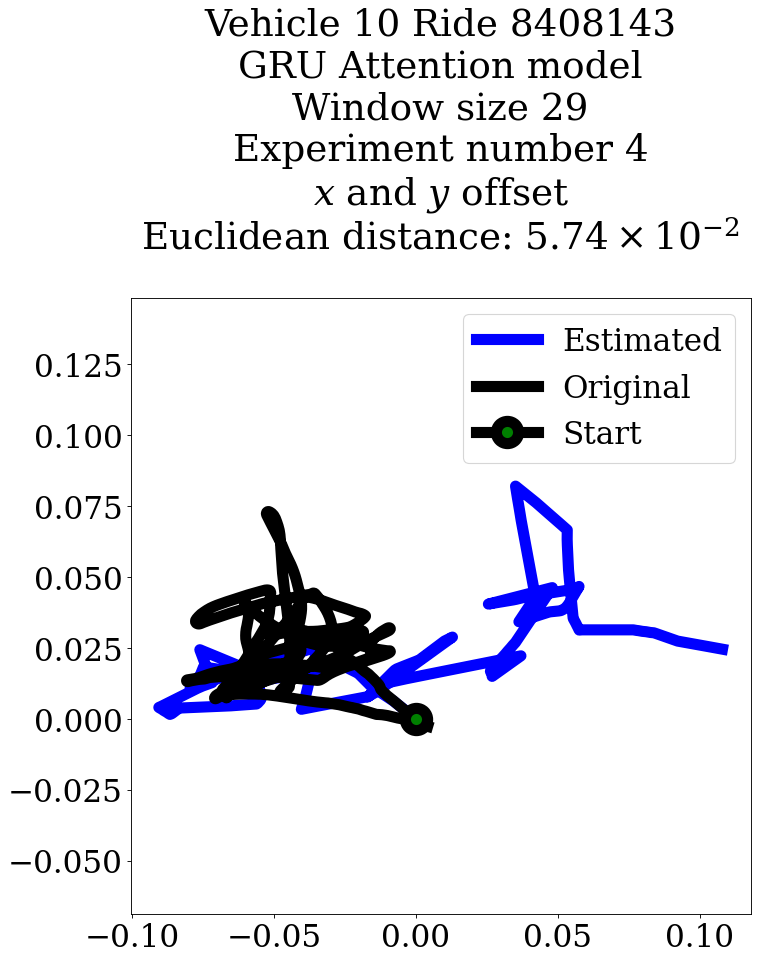 Vehicle 10 Ride 8408143
GRU Attention model
Window size 29
Experiment number 4
x and y offset
Euclidean distance: 5.74 × 10⁻²
Estimated
Original
Start
0.125
0.100
0.075
0.050
0.025
0.000
−0.025
−0.050
−0.10 −0.05 0.00 0.05 0.10